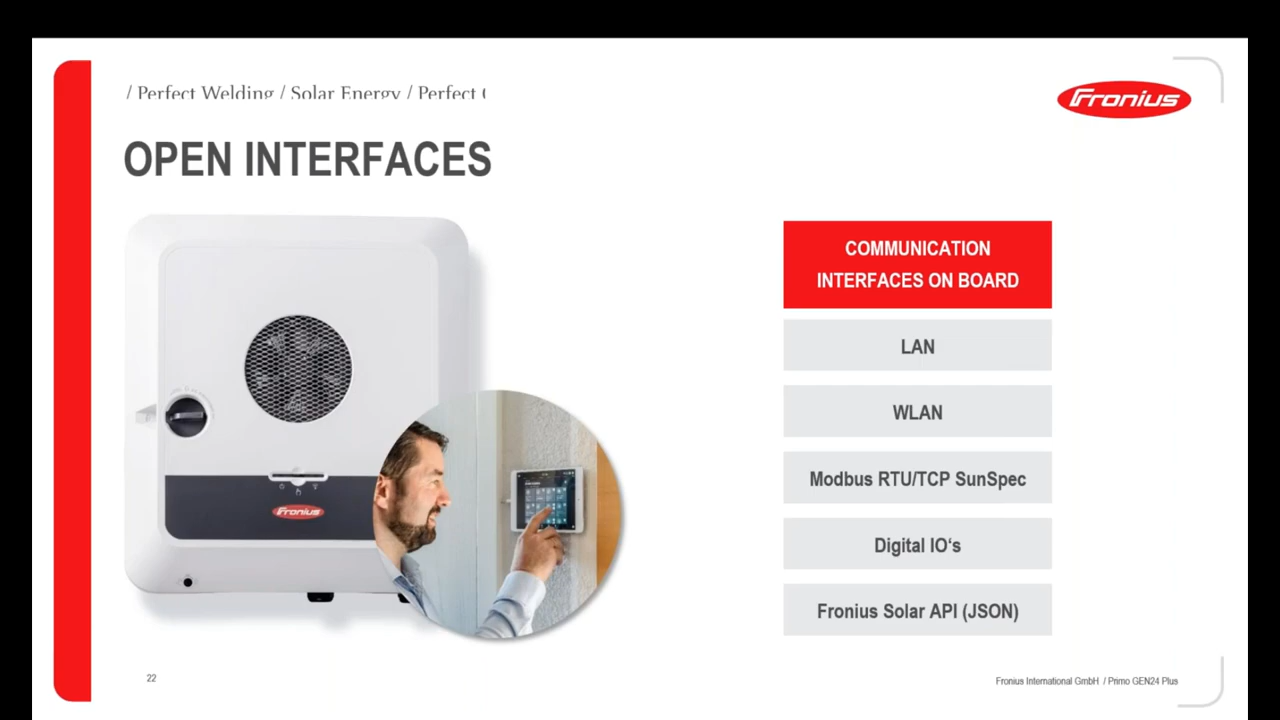 / Perfect Welding / Solar Energy / Perfect
Fronius
OPEN INTERFACES
COMMUNICATION
INTERFACES ON BOARD
LAN
WLAN
Modbus RTU/TCP SunSpec
Digital IO‘s
Fronius Solar API (JSON)
Fronius
22
Fronius International GmbH / Primo GEN24 Plus